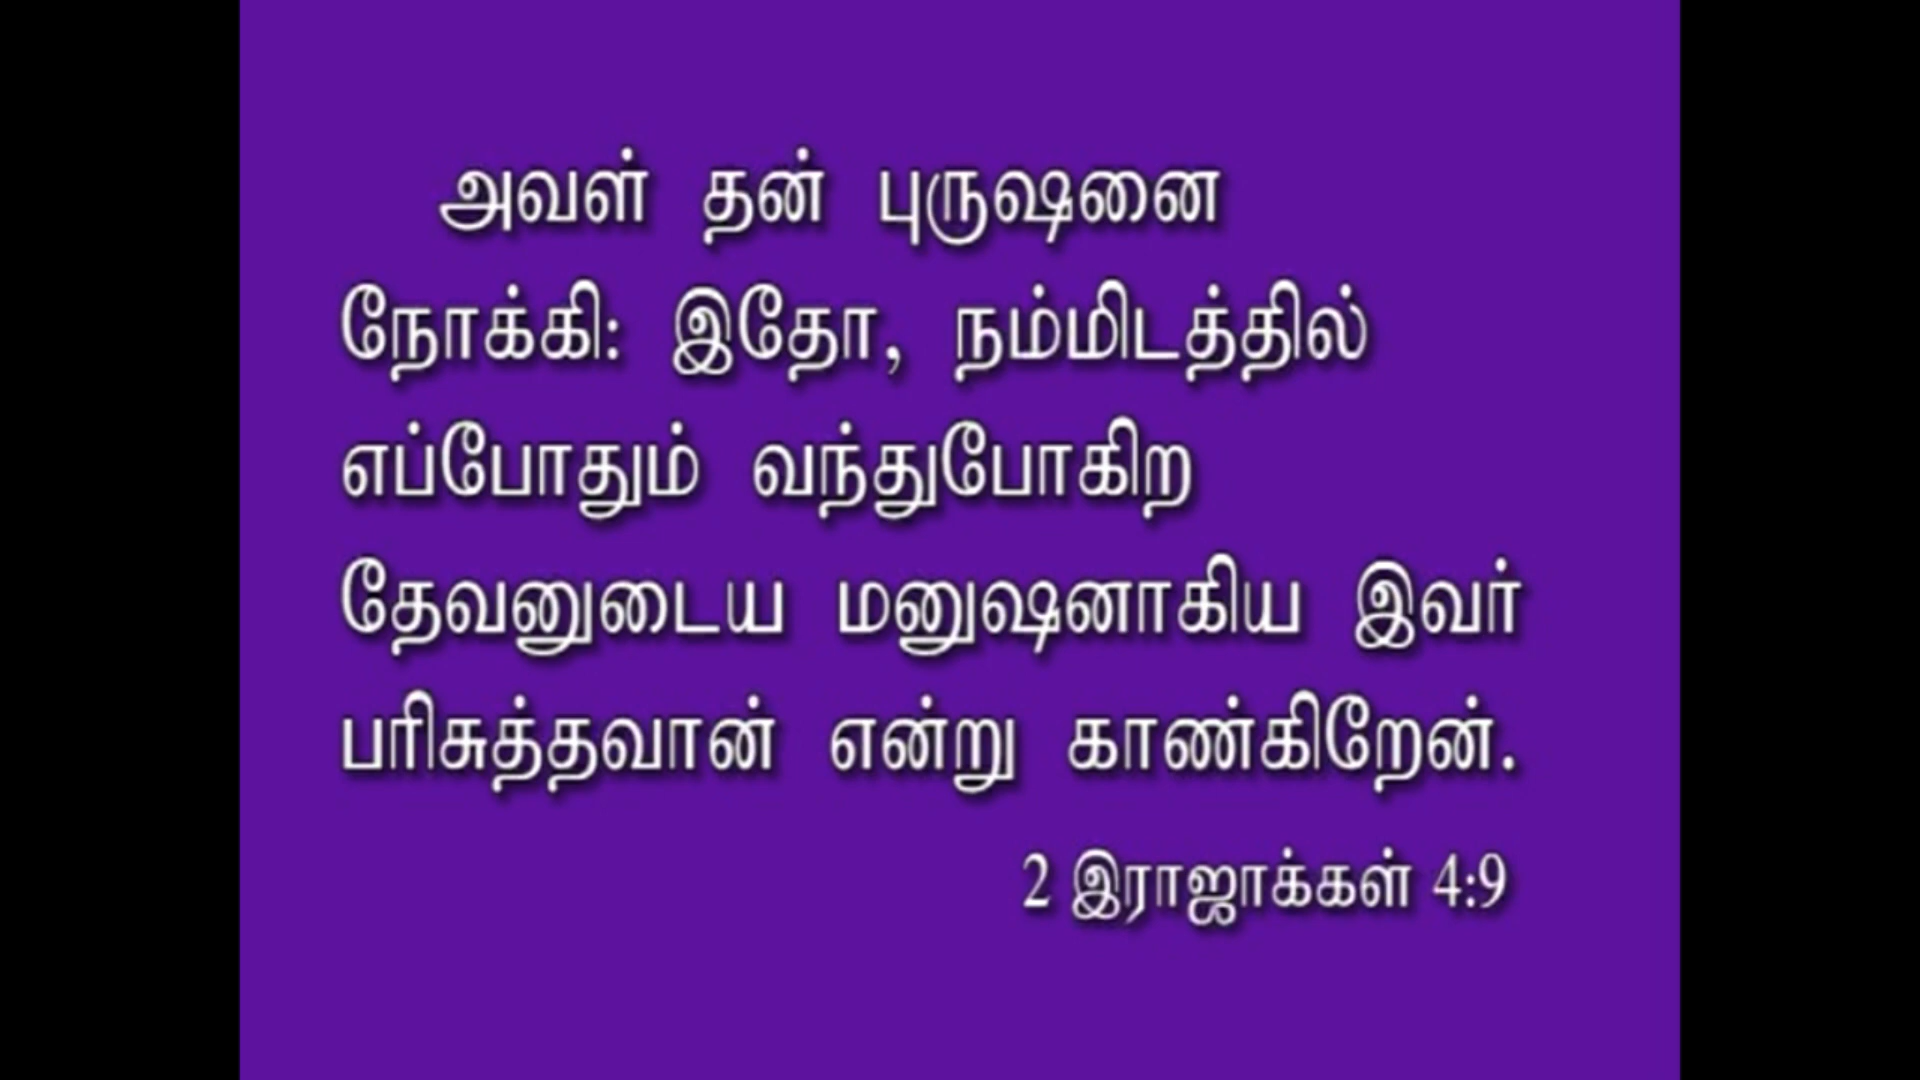 அவள் தன் புருஷனை
நோக்கி: இதோ, நம்மிடத்தில்
எப்போதும் வந்துபோகிற
தேவனுடைய மனுஷனாகிய இவர்
பரிசுத்தவான் என்று காண்கிறேன்.
2 இராஜாக்கள் 4:9